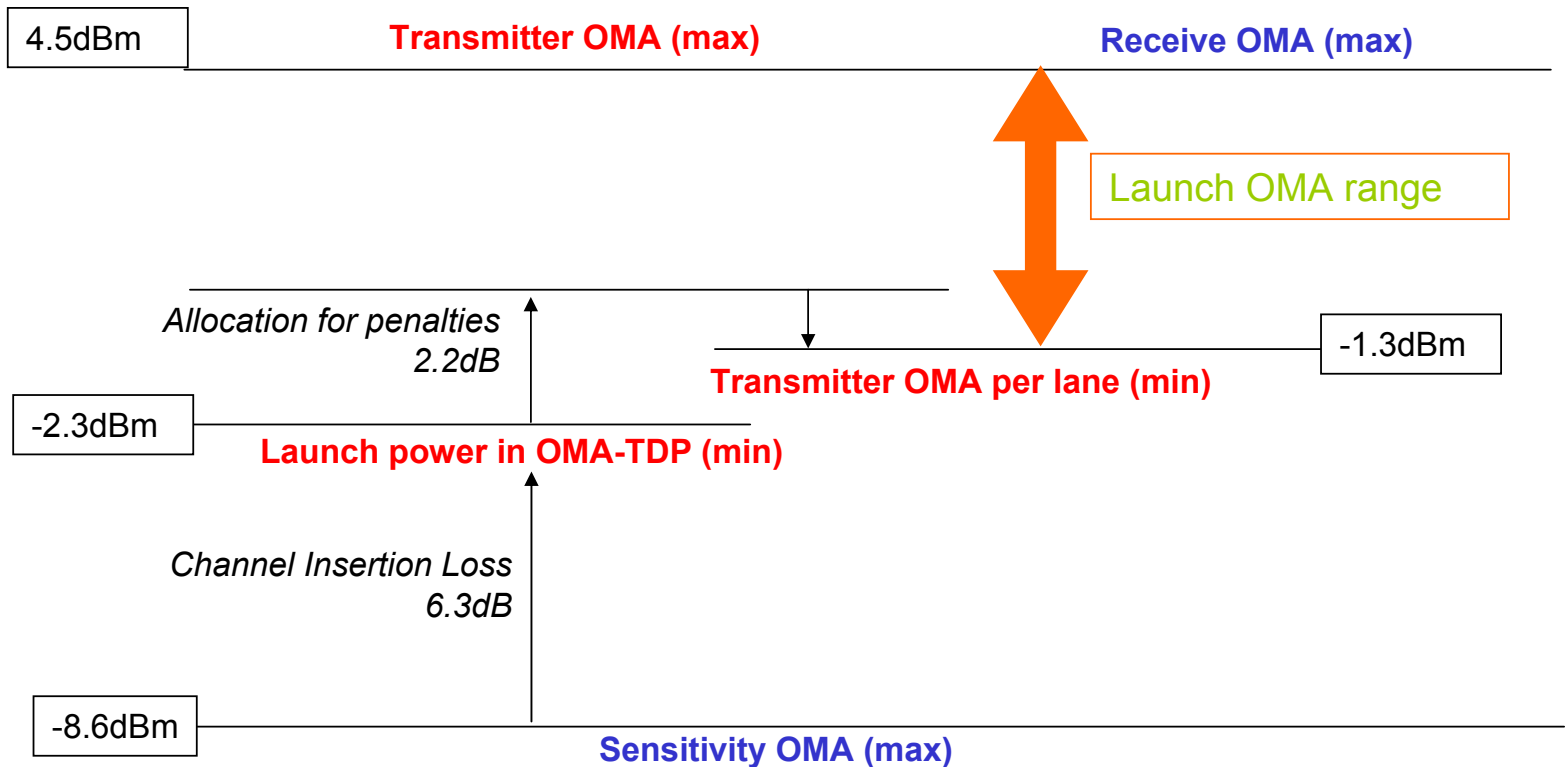 4.5dBm
Transmitter OMA (max)
Receive OMA (max)
Launch OMA range
Allocation for penalties
2.2dB
-1.3dBm
Transmitter OMA per lane (min)
-2.3dBm
Launch power in OMA-TDP (min)
Channel Insertion Loss
6.3dB
-8.6dBm
Sensitivity OMA (max)